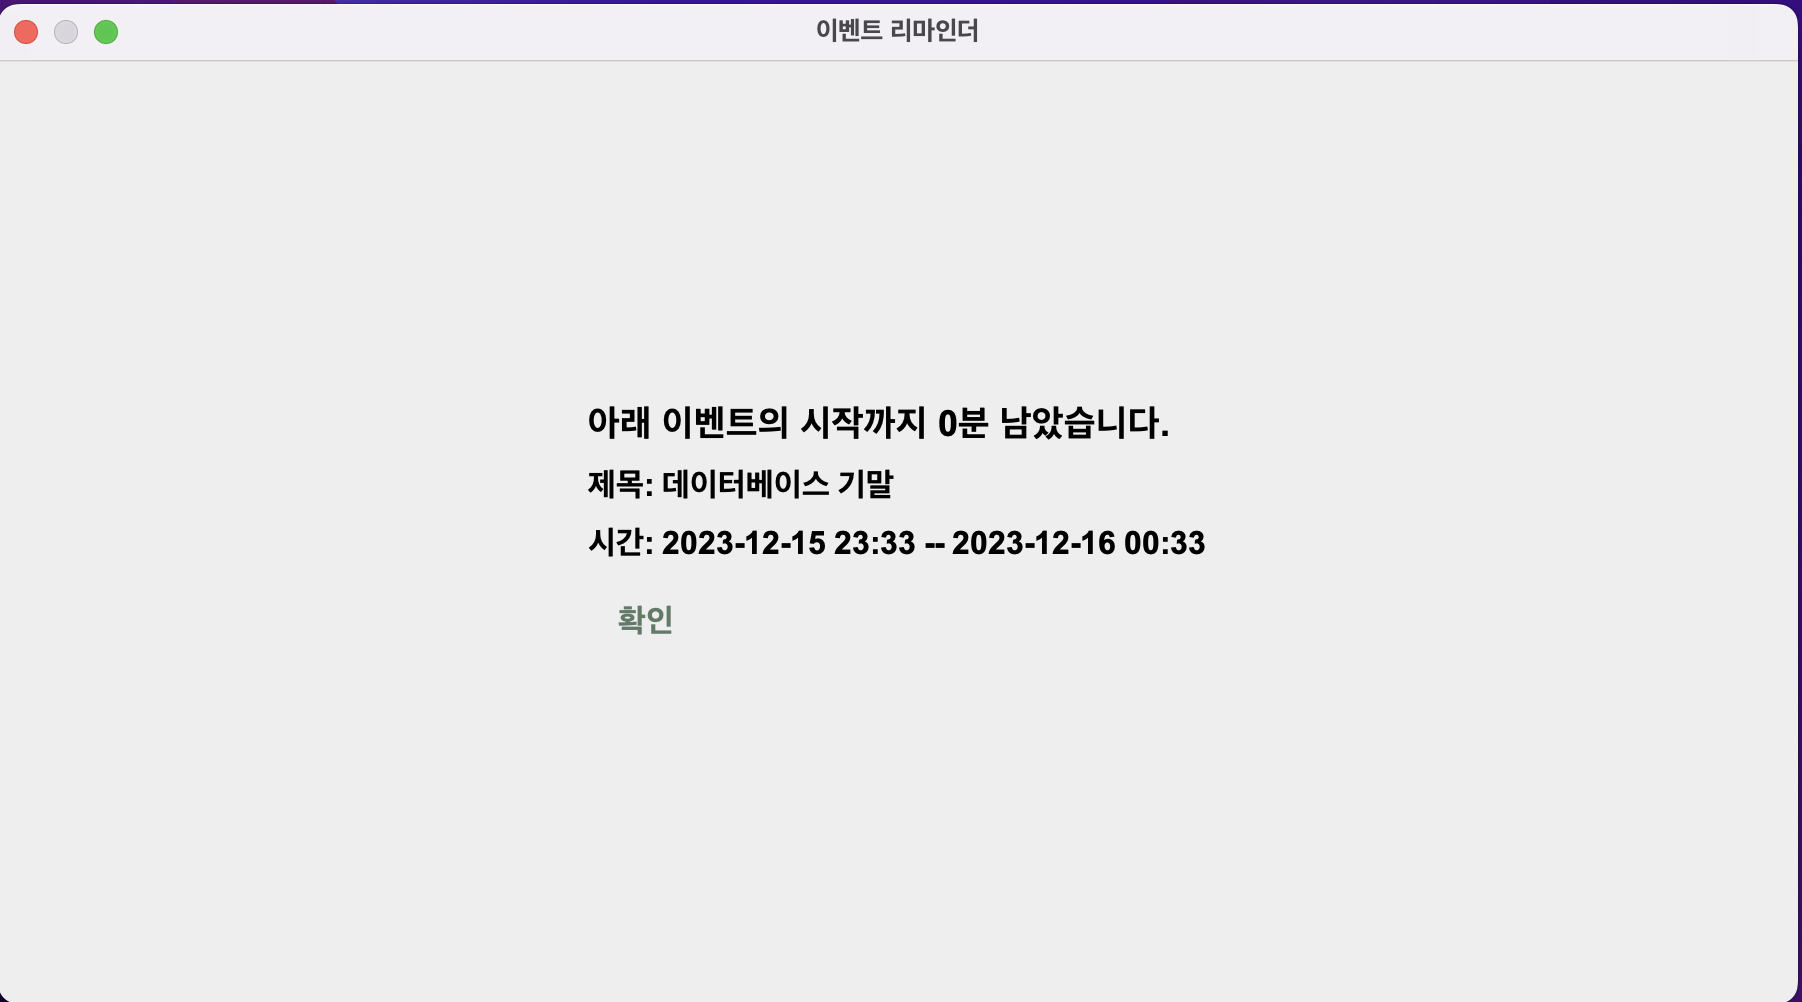 이벤트 리마인더
아래 이벤트의 시작까지 0분 남았습니다.
제목: 데이터베이스 기말
시간: 2023-12-15 23:33 -- 2023-12-16 00:33
확인